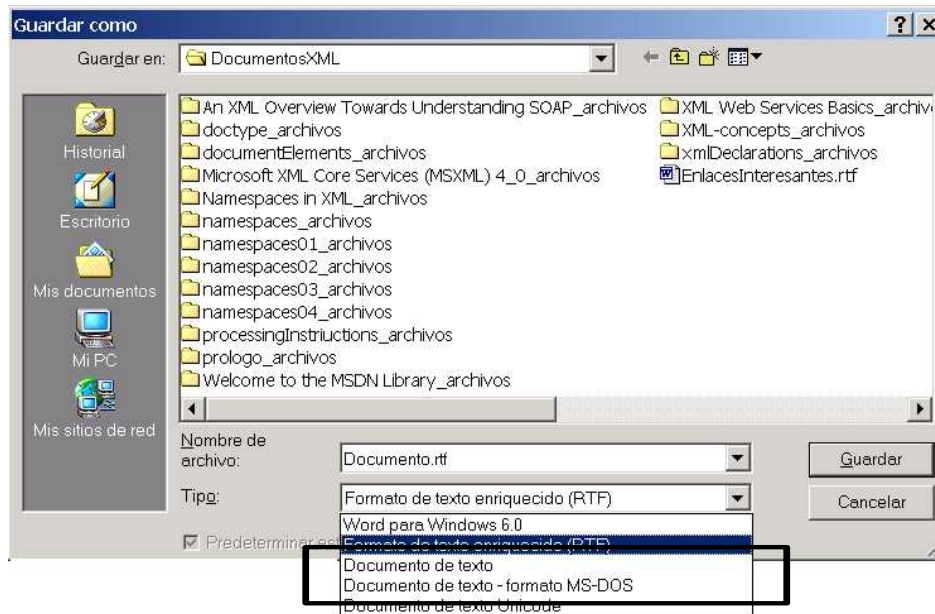 Guardar como
Guardar en: DocumentosXML
Historial
Escritorio
Mis documentos
Mi PC
Mis sitios de red
An XML Overview Towards Understanding SOAP_archivos
doctype_archivos
documentElements_archivos
Microsoft XML Core Services (MSXML) 4_0_archivos
Namespaces in XML_archivos
namespaces_archivos
namespaces01_archivos
namespaces02_archivos
namespaces03_archivos
namespaces04_archivos
processingInstriuctions_archivos
prologo_archivos
Welcome to the MSDN Library_archivos
XML Web Services Basics_archiv
XML-concepts_archivos
xmlDeclarations_archivos
EnlacesInteresantes.rtf
Nombre de
archivo: Documento.rtf
Guardar
Tipo: Formato de texto enriquecido (RTF)
Cancelar
Word para Windows 6.0
Predeterminar est
Formato de texto enriquecido (RTF)
Documento de texto
Documento de texto - formato MS-DOS
Documento de texto Unicode